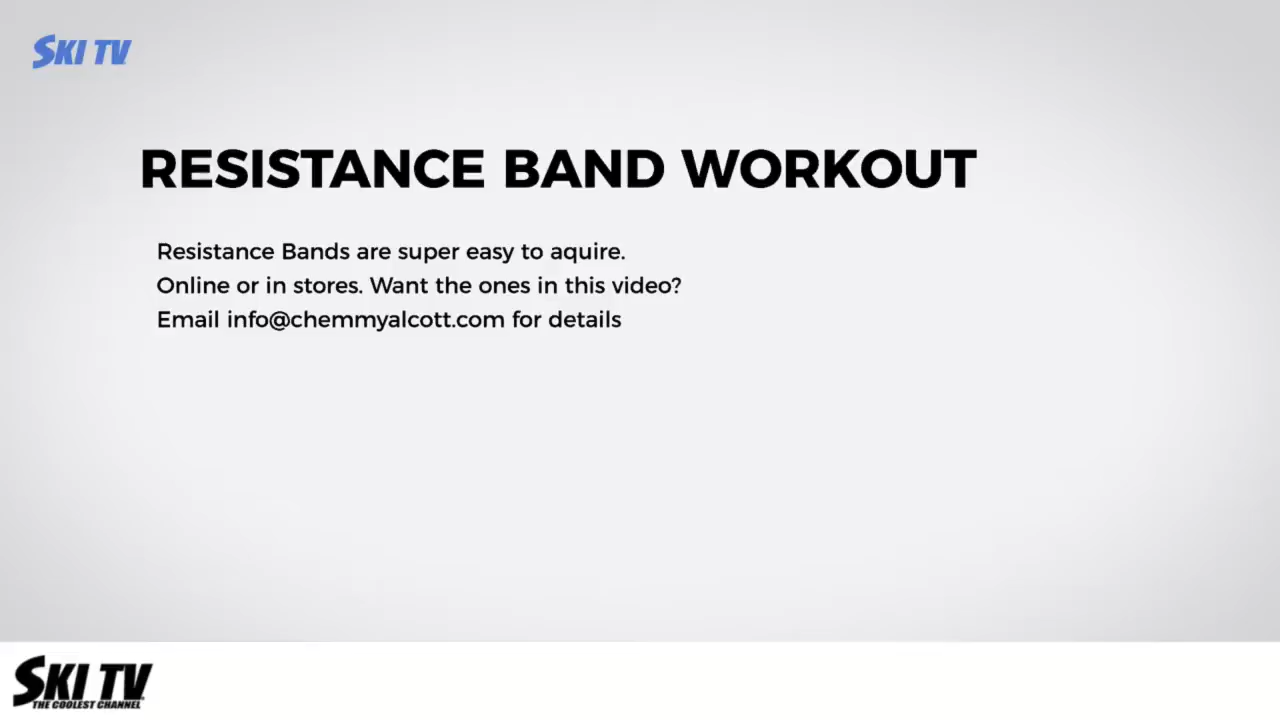 SKI TV
RESISTANCE BAND WORKOUT
Resistance Bands are super easy to aquire.
Online or in stores. Want the ones in this video?
Email info@chemmyalcott.com for details
SKI TV
THE COOLEST CHANNEL